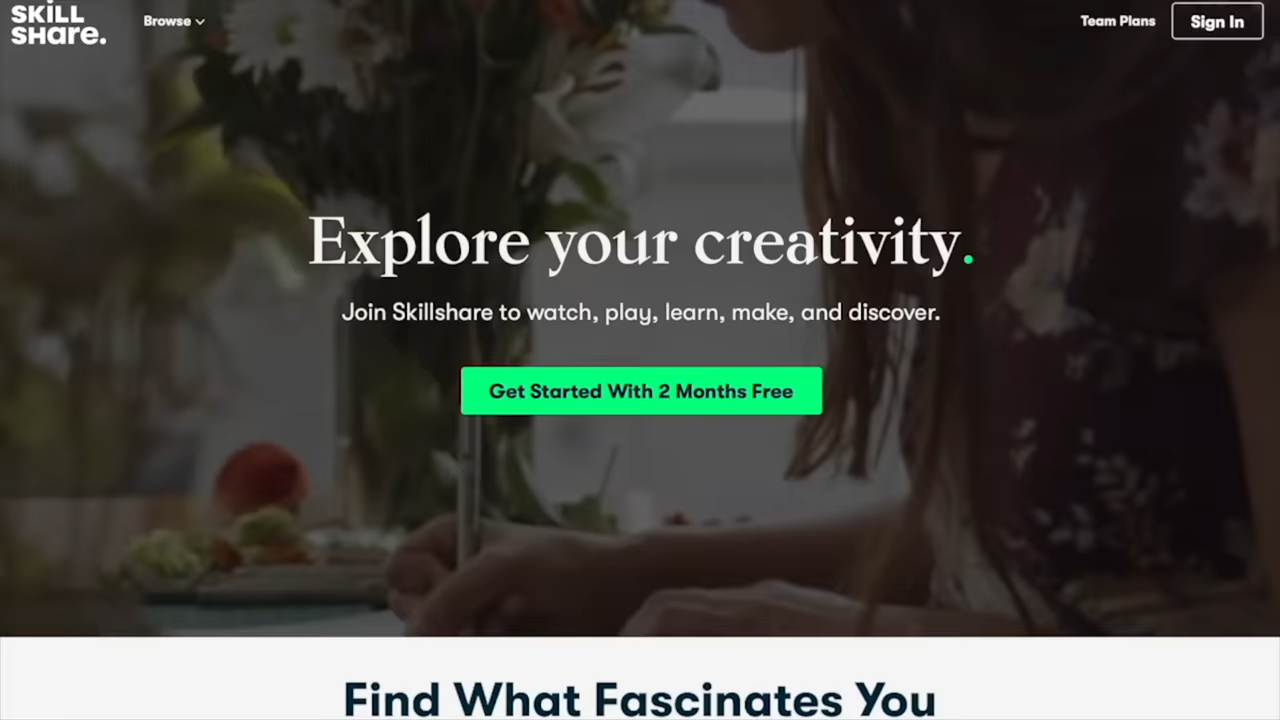 SKiLL
SHare.
Browse
Team Plans
Sign In
Explore your creativity.
Join Skillshare to watch, play, learn, make, and discover.
Get Started With 2 Months Free
Find What Fascinates You